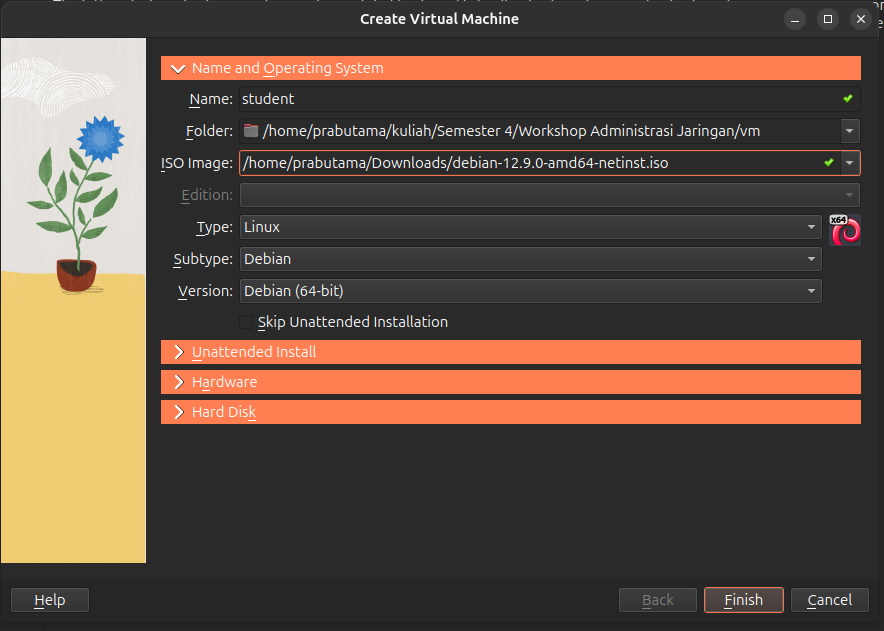 Create Virtual Machine
Name and Operating System
Name: student
Folder: /home/prabutama/kuliah/Semester 4/Workshop Administrasi Jaringan/vm
ISO Image: /home/prabutama/Downloads/debian-12.9.0-amd64-netinst.iso
Edition:
Type: Linux
x64
Subtype: Debian
Version: Debian (64-bit)
Skip Unattended Installation
Unattended Install
Hardware
Hard Disk
Help Back Finish Cancel